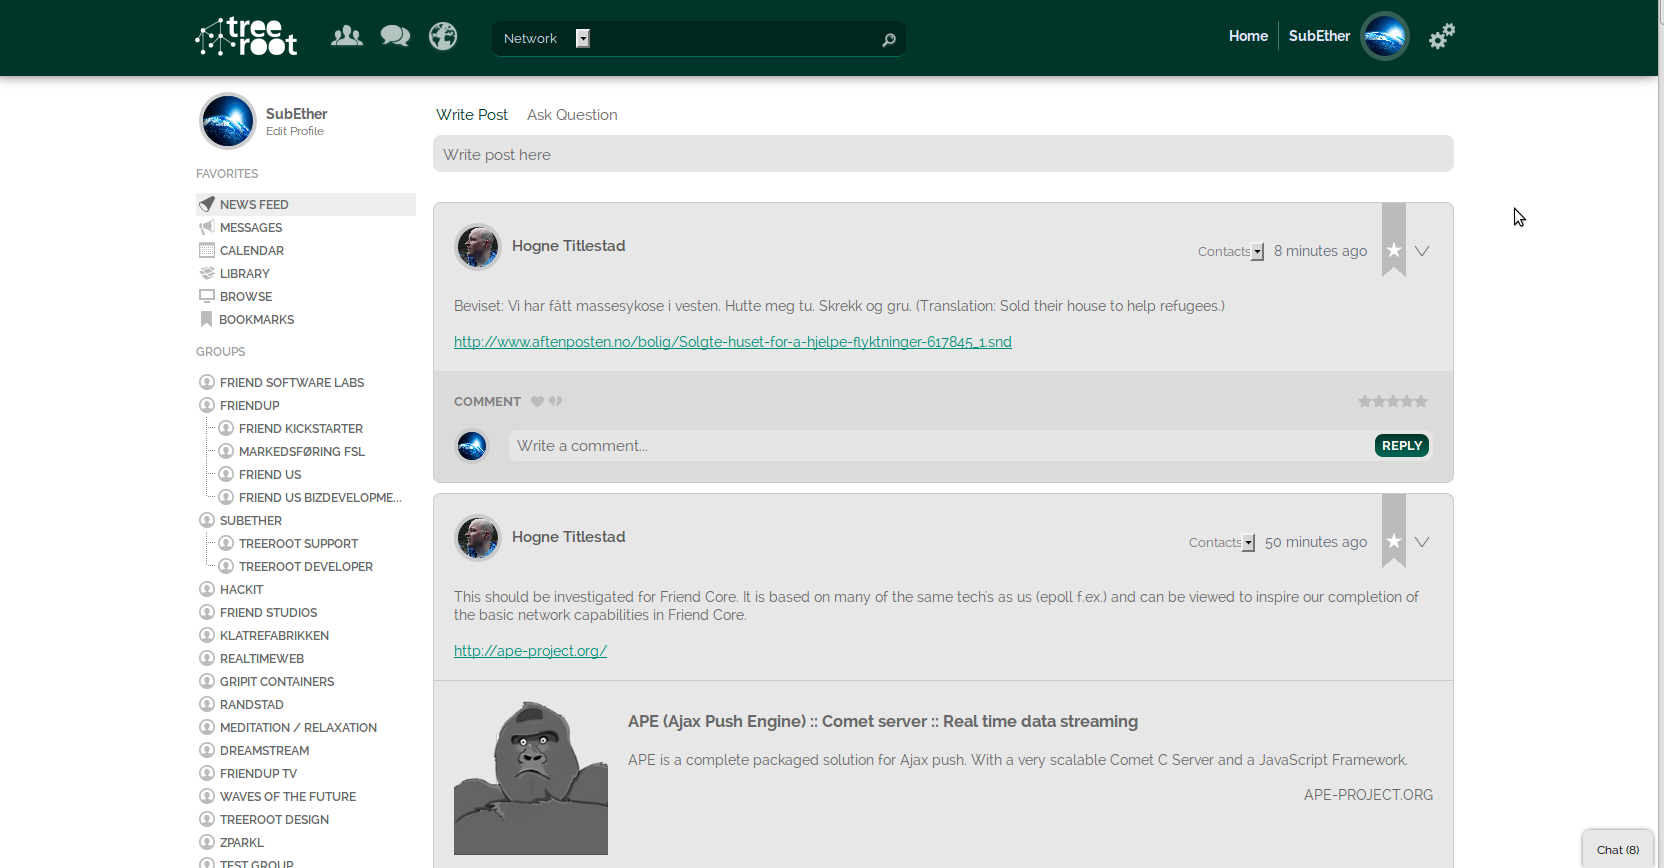 tree
root
Network
Home
SubEther
SubEther
Edit Profile
FAVORITES
NEWS FEED
MESSAGES
CALENDAR
LIBRARY
BROWSE
BOOKMARKS
GROUPS
FRIEND SOFTWARE LABS
FRIENDUP
FRIEND KICKSTARTER
MARKEDSFØRING FSL
FRIEND US
FRIEND US BIZDEVELOPME...
SUBETHER
TREEROOT SUPPORT
TREEROOT DEVELOPER
HACKIT
FRIEND STUDIOS
KLATREFABRIKKEN
REALTIMEWEB
GRIPIT CONTAINERS
RANDSTAD
MEDITATION / RELAXATION
DREAMSTREAM
FRIENDUP TV
WAVES OF THE FUTURE
TREEROOT DESIGN
ZPARKL
TEST GROUP
Write Post
Ask Question
Write post here
Hogne Titlestad
Contacts
8 minutes ago
Beviset: Vi har fått massesykose i vesten. Hutte meg tu. Skrekk og gru. (Translation: Sold their house to help refugees.)
http://www.aftenposten.no/bolig/Solgte-huset-for-a-hjelpe-flyktninger-617845_1.snd
COMMENT
Write a comment...
REPLY
Hogne Titlestad
Contacts
50 minutes ago
This should be investigated for Friend Core. It is based on many of the same tech's as us (epoll f.ex.) and can be viewed to inspire our completion of
the basic network capabilities in Friend Core.
http://ape-project.org/
APE (Ajax Push Engine) :: Comet server :: Real time data streaming
APE is a complete packaged solution for Ajax push. With a very scalable Comet C Server and a JavaScript Framework.
APE-PROJECT.ORG
Chat (8)